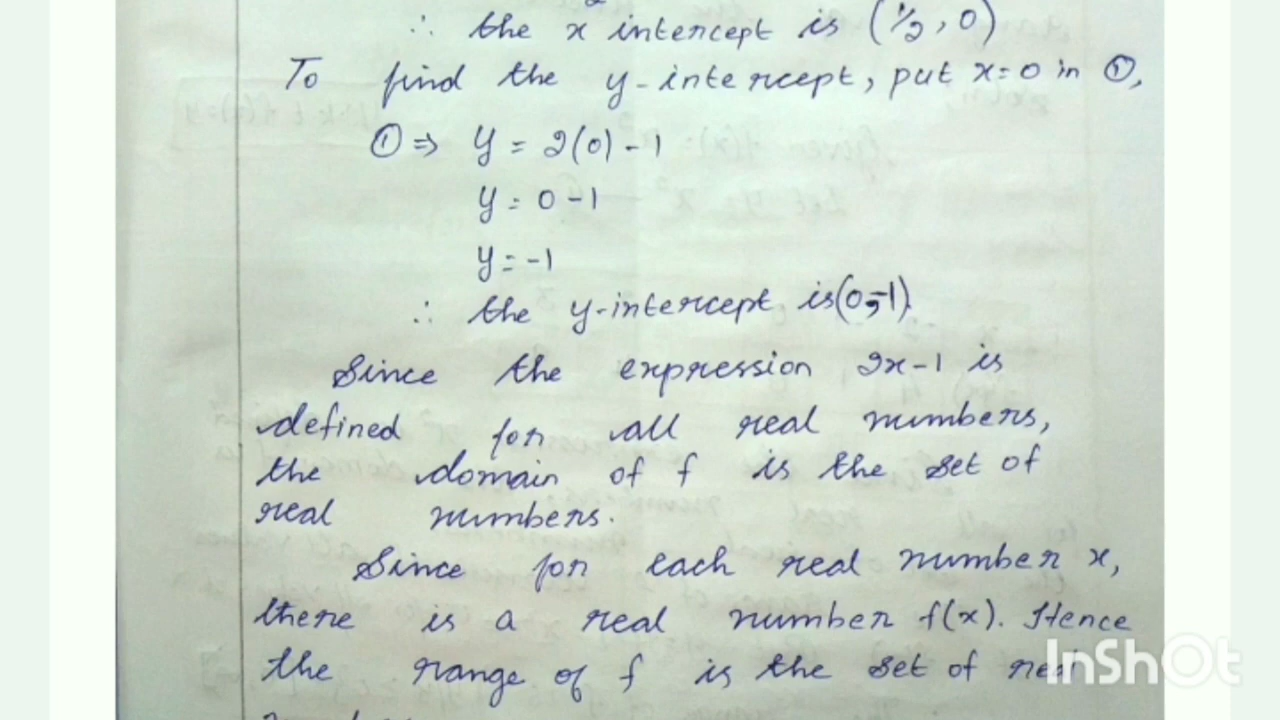 ∴ the x intercept is (1/2, 0)
To find the y-intercept, put x=0 in ①,
① ⇒ y = 2(0) - 1
y = 0 - 1
y = -1
∴ the y-intercept is (0, -1).
Since the expression 2x-1 is
defined for all real numbers,
the domain of f is the set of
real numbers.
Since for each real number x,
there is a real number f(x). Hence
the range of f is the set of real
InShOt